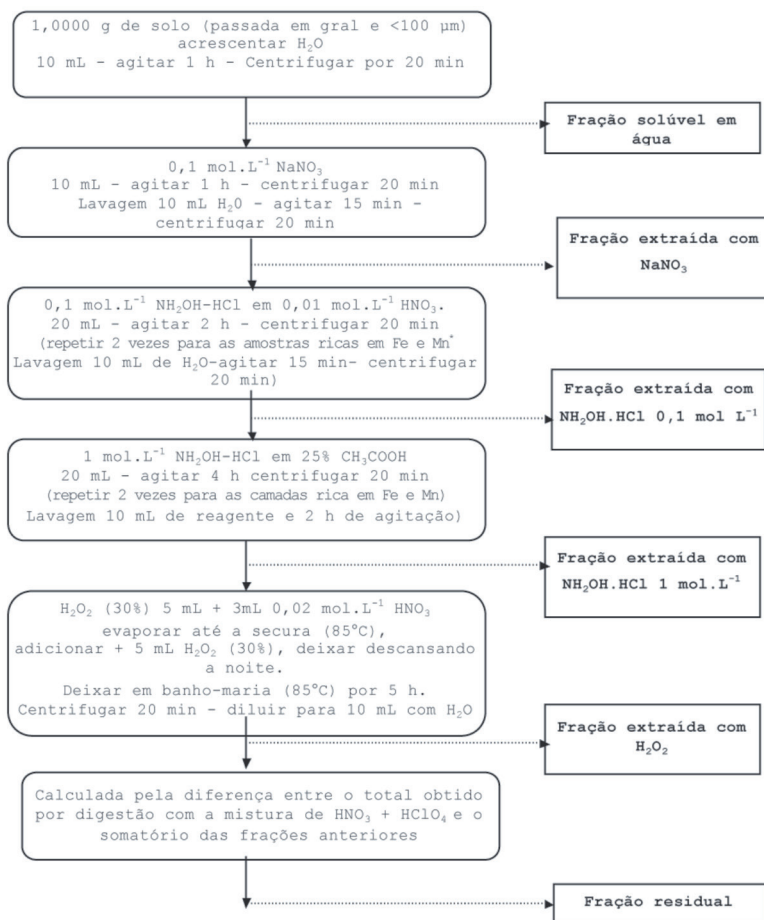 1,0000 g de solo (passada em gral e <100 µm)
acrescentar H₂O
10 mL – agitar 1 h – Centrifugar por 20 min
Fração solúvel em
água
0,1 mol.L⁻¹ NaNO₃
10 mL – agitar 1 h – centrifugar 20 min
Lavagem 10 mL H₂0 – agitar 15 min –
centrifugar 20 min
Fração extraída com
NaNO₃
0,1 mol.L⁻¹ NH₂OH–HCl em 0,01 mol.L⁻¹ HNO₃.
20 mL – agitar 2 h – centrifugar 20 min
(repetir 2 vezes para as amostras ricas em Fe e Mn*
Lavagem 10 mL de H₂O-agitar 15 min- centrifugar
20 min)
Fração extraída com
NH₂OH.HCl 0,1 mol L⁻¹
1 mol.L⁻¹ NH₂OH–HCl em 25% CH₃COOH
20 mL – agitar 4 h centrifugar 20 min
(repetir 2 vezes para as camadas rica em Fe e Mn)
Lavagem 10 mL de reagente e 2 h de agitação)
Fração extraída com
NH₂OH.HCl 1 mol.L⁻¹
H₂O₂ (30%) 5 mL + 3mL 0,02 mol.L⁻¹ HNO₃
evaporar até a secura (85°C),
adicionar + 5 mL H₂O₂ (30%), deixar descansando
a noite.
Deixar em banho-maria (85°C) por 5 h.
Centrifugar 20 min – diluir para 10 mL com H₂O
Fração extraída com
H₂O₂
Calculada pela diferença entre o total obtido
por digestão com a mistura de HNO₃ + HClO₄ e o
somatório das frações anteriores
Fração residual